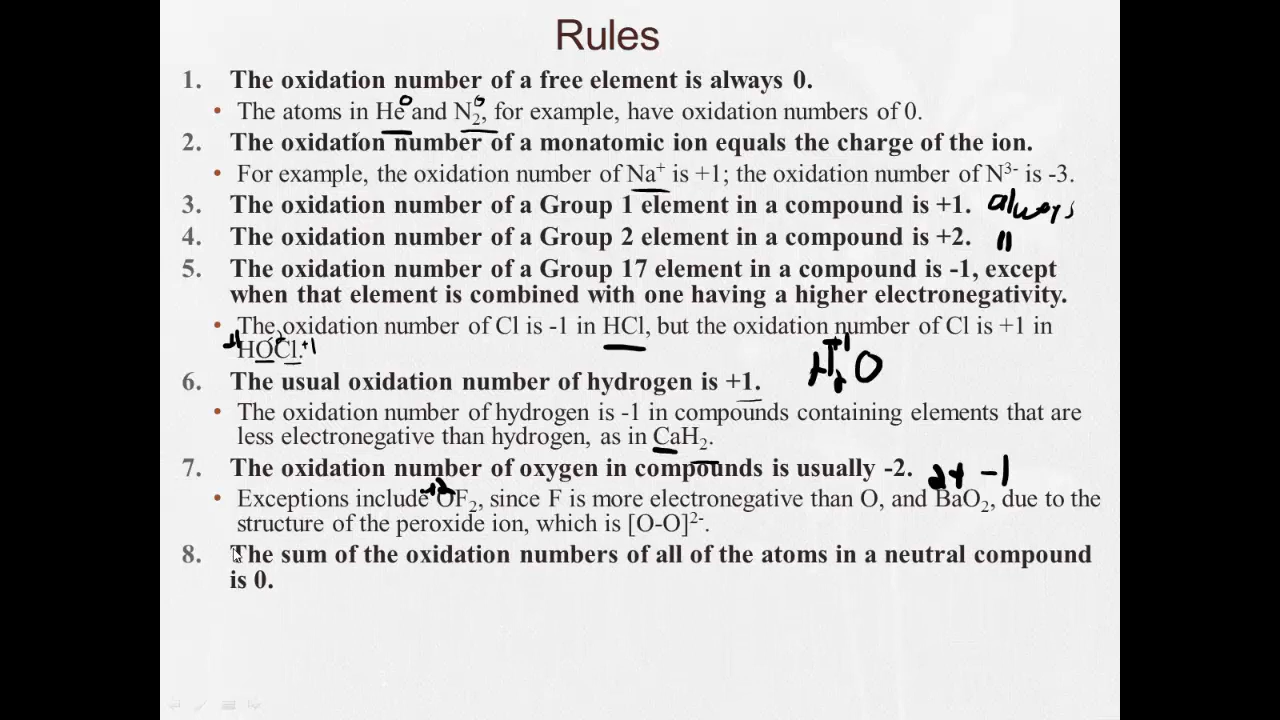 Rules
1. The oxidation number of a free element is always 0.
• The atoms in He⁰ and N₂⁰, for example, have oxidation numbers of 0.
2. The oxidation number of a monatomic ion equals the charge of the ion.
• For example, the oxidation number of Na⁺ is +1; the oxidation number of N³⁻ is -3.
3. The oxidation number of a Group 1 element in a compound is +1. always
4. The oxidation number of a Group 2 element in a compound is +2. "
5. The oxidation number of a Group 17 element in a compound is -1, except
when that element is combined with one having a higher electronegativity.
• The oxidation number of Cl is -1 in HCl, but the oxidation number of Cl is +1 in
+1 HOCl. +1
+1
H₂O
6. The usual oxidation number of hydrogen is +1.
• The oxidation number of hydrogen is -1 in compounds containing elements that are
less electronegative than hydrogen, as in CaH₂.
7. The oxidation number of oxygen in compounds is usually -2. 2+ -1
+2
• Exceptions include OF₂, since F is more electronegative than O, and BaO₂, due to the
structure of the peroxide ion, which is [O-O]²⁻.
8. The sum of the oxidation numbers of all of the atoms in a neutral compound
is 0.